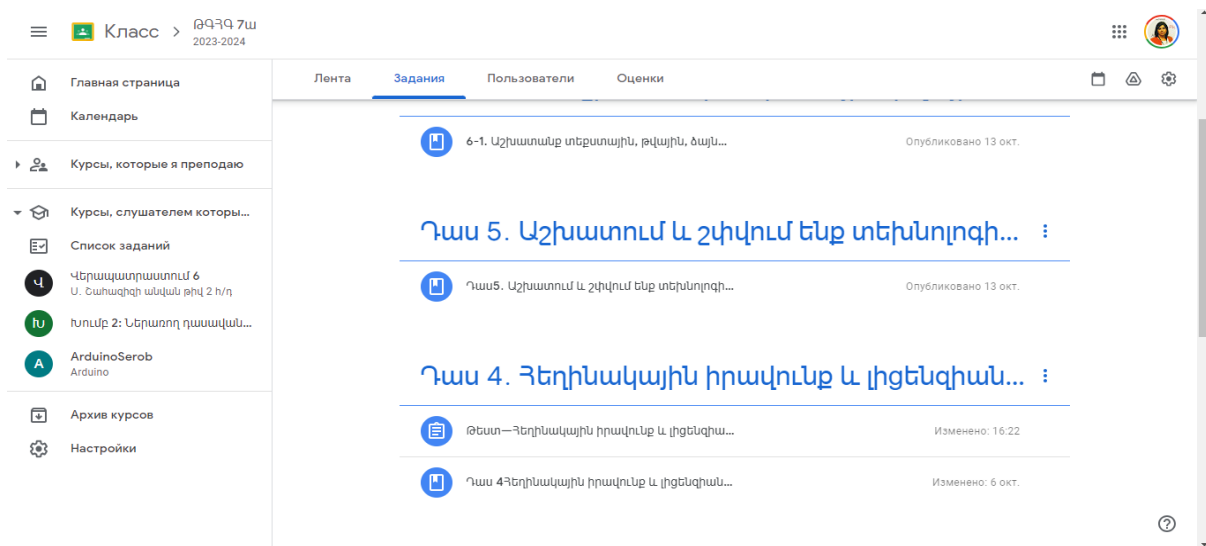 Класс > ԹԳՀԳ 7ш
2023-2024
Главная страница
Календарь
Курсы, которые я преподаю
Курсы, слушателем которы...
Список заданий
Վ
Վերապատրաստում 6
Ս. Շահազիզի անվան թիվ 2 հ/դ
Խ
Խումբ 2: Ներառող դասավան...
A
ArduinoSerob
Arduino
Архив курсов
Настройки
Лента Задания Пользователи Оценки
6-1. Աշխատանք տեքստային, թվային, ձայն... Опубликовано 13 окт.
Դաս 5. Աշխատում և շփվում ենք տեխնոլոգի...
Դաս5. Աշխատում և շփվում ենք տեխնոլոգի... Опубликовано 13 окт.
Դաս 4. Հեղինակային իրավունք և լիցենզիան...
Թեստ—Հեղինակային իրավունք և լիցենզիա... Изменено: 16:22
Դաս 4Հեղինակային իրավունք և լիցենզիան... Изменено: 6 окт.